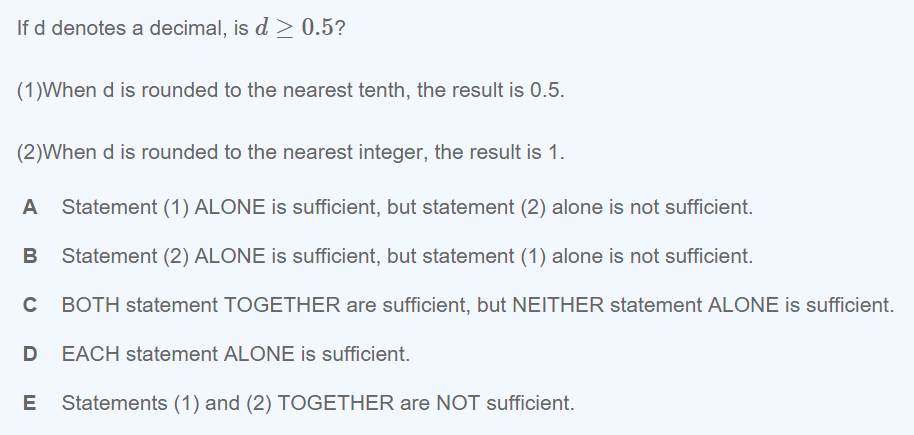 If d denotes a decimal, is d ≥ 0.5?
(1)When d is rounded to the nearest tenth, the result is 0.5.
(2)When d is rounded to the nearest integer, the result is 1.
A Statement (1) ALONE is sufficient, but statement (2) alone is not sufficient.
B Statement (2) ALONE is sufficient, but statement (1) alone is not sufficient.
C BOTH statement TOGETHER are sufficient, but NEITHER statement ALONE is sufficient.
D EACH statement ALONE is sufficient.
E Statements (1) and (2) TOGETHER are NOT sufficient.